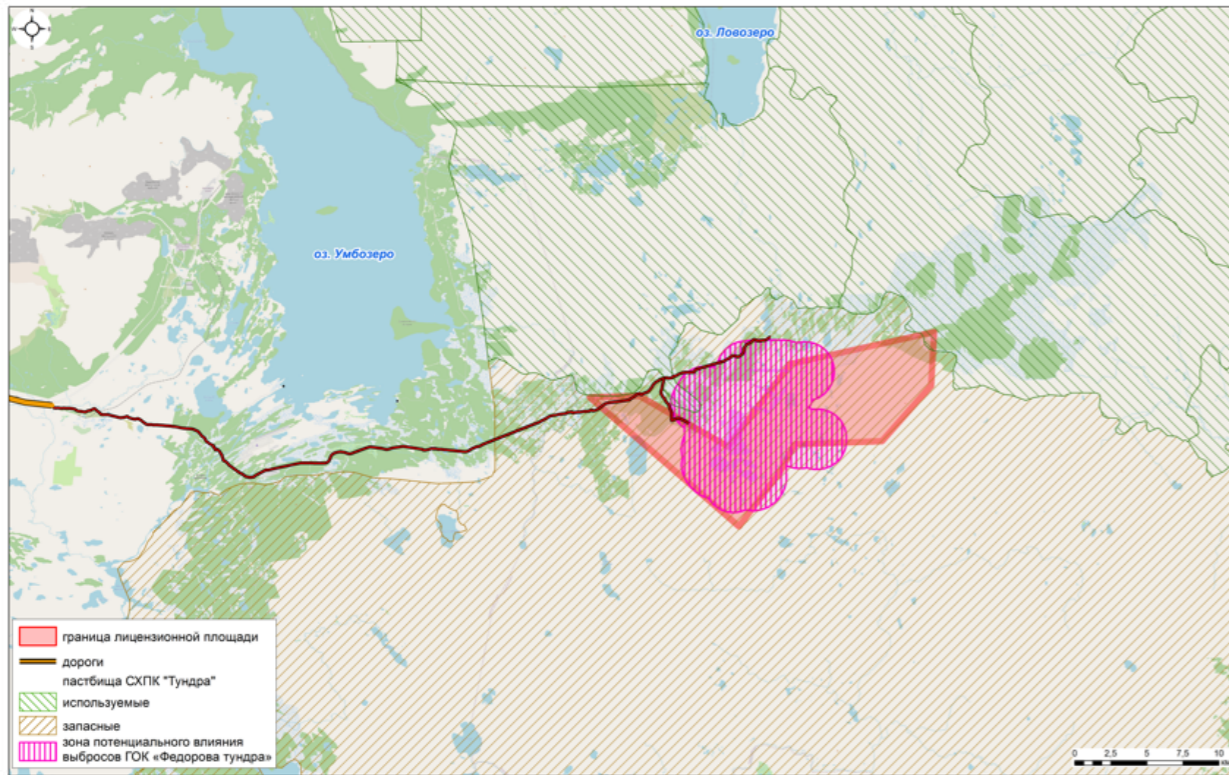 N
S
оз. Ловозеро
оз. Умбозеро
граница лицензионной площади
дороги
пастбища СХПК "Тундра"
используемые
запасные
зона потенциального влияния
выбросов ГОК «Федорова тундра»
0 2,5 5 7,5 10